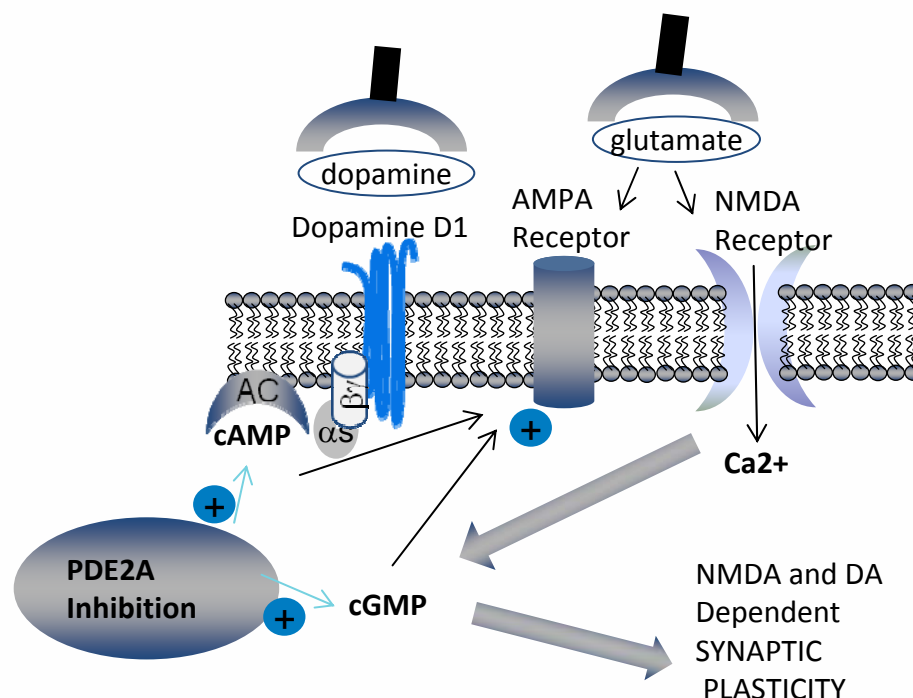 glutamate
dopamine
AMPA
Receptor
NMDA
Receptor
Dopamine D1
AC
βγ
cAMP
αs
+
Ca2+
+
PDE2A
Inhibition
+
cGMP
NMDA and DA
Dependent
SYNAPTIC
PLASTICITY